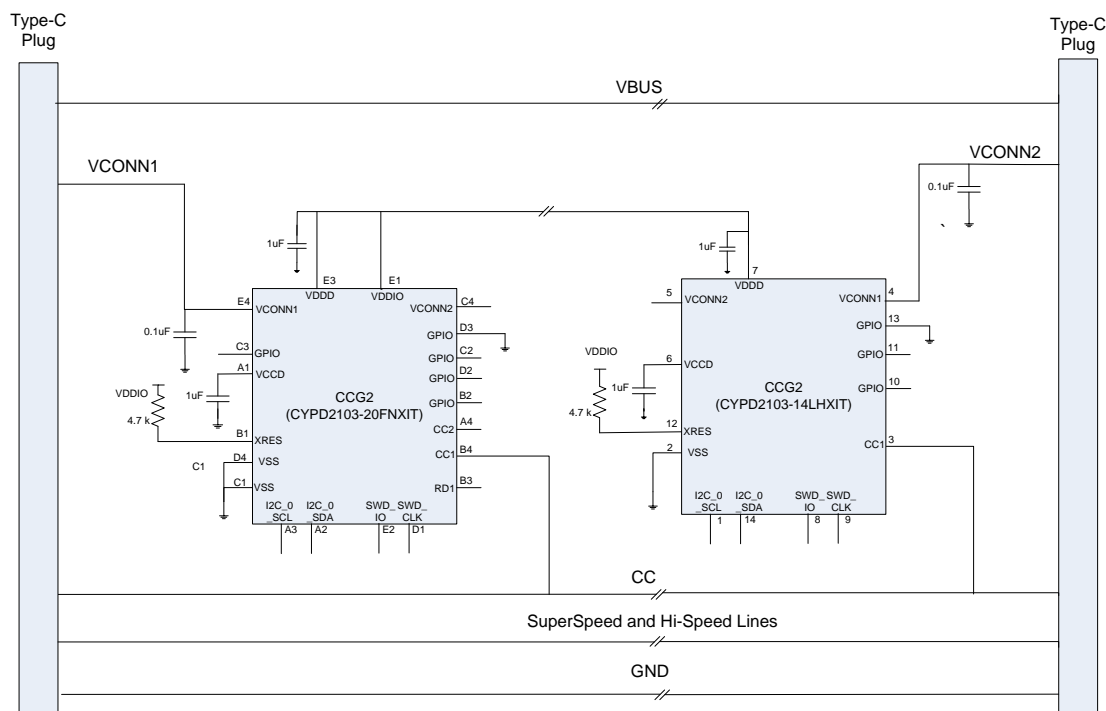 Type-C
Plug
Type-C
Plug
VBUS
VCONN1
VCONN2
0.1uF
1uF
1uF
E3
E1
7
VDDD
VDDIO
VDDD
E4
VCONN1
VCONN2
C4
5
VCONN2
VCONN1
4
0.1uF
GPIO
D3
GPIO
13
C3
GPIO
GPIO
C2
VDDIO
6
VCCD
GPIO
11
A1
VCCD
GPIO
D2
1uF
GPIO
10
VDDIO
1uF
GPIO
B2
4.7 k
CCG2
(CYPD2103-20FNXIT)
CCG2
(CYPD2103-14LHXIT)
4.7 k
CC2
A4
12
XRES
B1
XRES
CC1
B4
2
VSS
CC1
3
C1
D4
VSS
C1
VSS
RD1
B3
I2C_0
_SCL
I2C_0
_SDA
SWD_
IO
SWD_
CLK
A3
A2
E2
D1
I2C_0
_SCL
I2C_0
_SDA
SWD_
IO
SWD_
CLK
1
14
8
9
CC
SuperSpeed and Hi-Speed Lines
GND